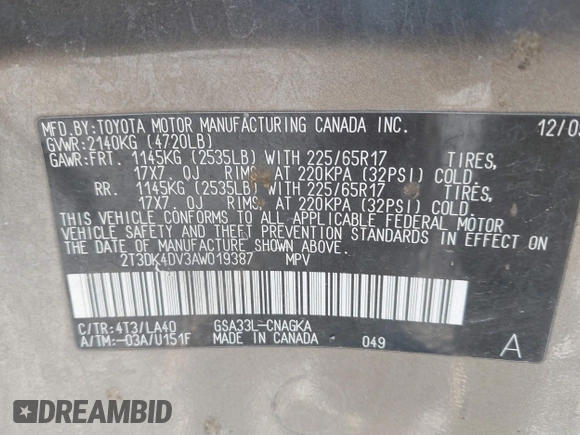 MFD.BY:TOYOTA MOTOR MANUFACTURING CANADA INC. 12/09
GVWR:2140KG (4720LB)
GAWR:FRT. 1145KG (2535LB) WITH 225/65R17 TIRES,
17X7.0J RIMS AT 220KPA (32PSI) COLD.
RR. 1145KG (2535LB) WITH 225/65R17 TIRES,
17X7.0J RIMS AT 220KPA (32PSI) COLD.
THIS VEHICLE CONFORMS TO ALL APPLICABLE FEDERAL MOTOR
VEHICLE SAFETY AND THEFT PREVENTION STANDARDS IN EFFECT ON
THE DATE OF MANUFACTURE SHOWN ABOVE.
2T3DK4DV3AW019387 MPV
C/TR:4T3/LA40 GSA33L-CNAGKA
A/TM:-03A/U151F MADE IN CANADA 049 A
DREAMBID